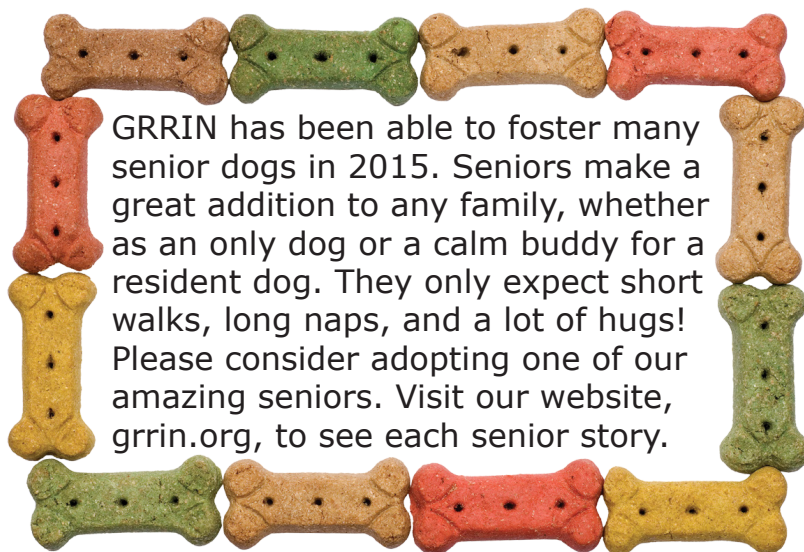 GRRIN has been able to foster many
senior dogs in 2015. Seniors make a
great addition to any family, whether
as an only dog or a calm buddy for a
resident dog. They only expect short
walks, long naps, and a lot of hugs!
Please consider adopting one of our
amazing seniors. Visit our website,
grrin.org, to see each senior story.